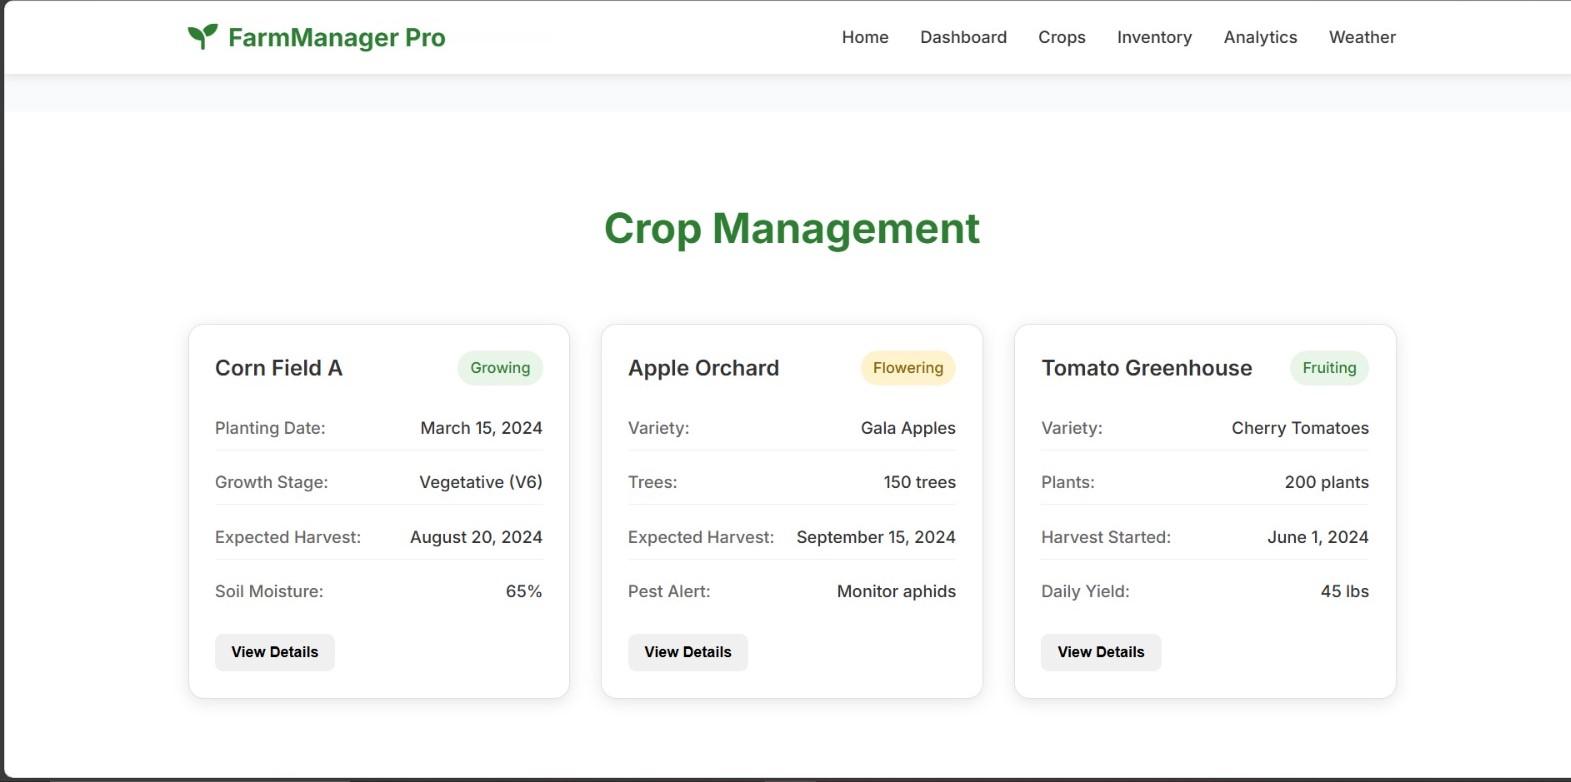 FarmManager Pro
Home Dashboard Crops Inventory Analytics Weather
Crop Management
Corn Field A Growing
Planting Date: March 15, 2024
Growth Stage: Vegetative (V6)
Expected Harvest: August 20, 2024
Soil Moisture: 65%
View Details
Apple Orchard Flowering
Variety: Gala Apples
Trees: 150 trees
Expected Harvest: September 15, 2024
Pest Alert: Monitor aphids
View Details
Tomato Greenhouse Fruiting
Variety: Cherry Tomatoes
Plants: 200 plants
Harvest Started: June 1, 2024
Daily Yield: 45 lbs
View Details